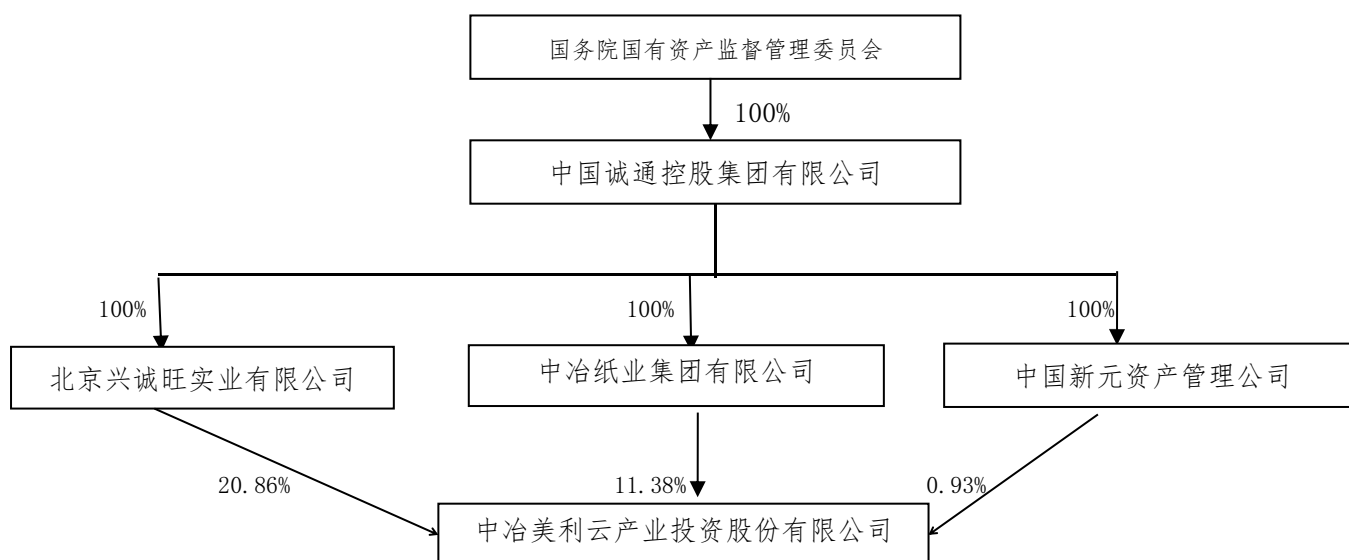 国务院国有资产监督管理委员会
100%
中国诚通控股集团有限公司
100%
100%
100%
北京兴诚旺实业有限公司
中冶纸业集团有限公司
中国新元资产管理公司
20.86%
11.38%
0.93%
中冶美利云产业投资股份有限公司